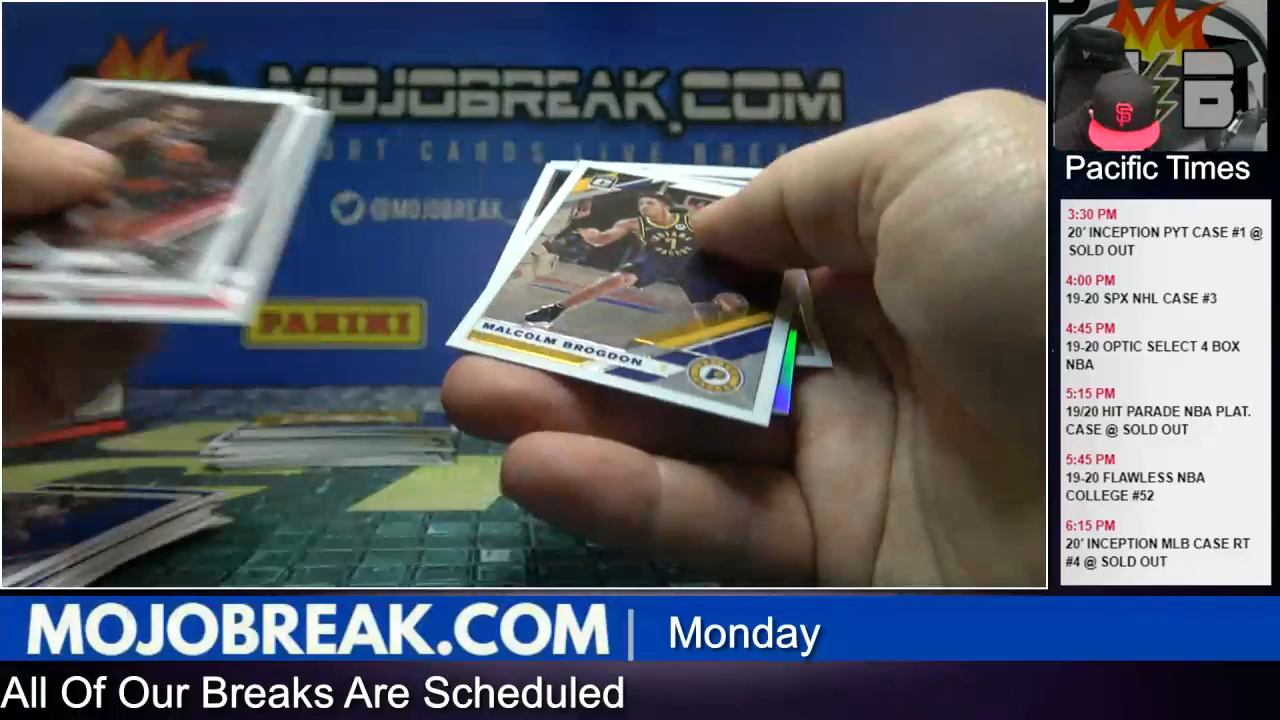 MOJOBREAK.COM
@MOJOBREAK
PANINI
MALCOLM BROGDON
7
SF
B
Pacific Times
3:30 PM
20' INCEPTION PYT CASE #1 @
SOLD OUT
4:00 PM
19-20 SPX NHL CASE #3
4:45 PM
19-20 OPTIC SELECT 4 BOX
NBA
5:15 PM
19/20 HIT PARADE NBA PLAT.
CASE @ SOLD OUT
5:45 PM
19-20 FLAWLESS NBA
COLLEGE #52
6:15 PM
20' INCEPTION MLB CASE RT
#4 @ SOLD OUT
MOJOBREAK.COM | Monday
All Of Our Breaks Are Scheduled